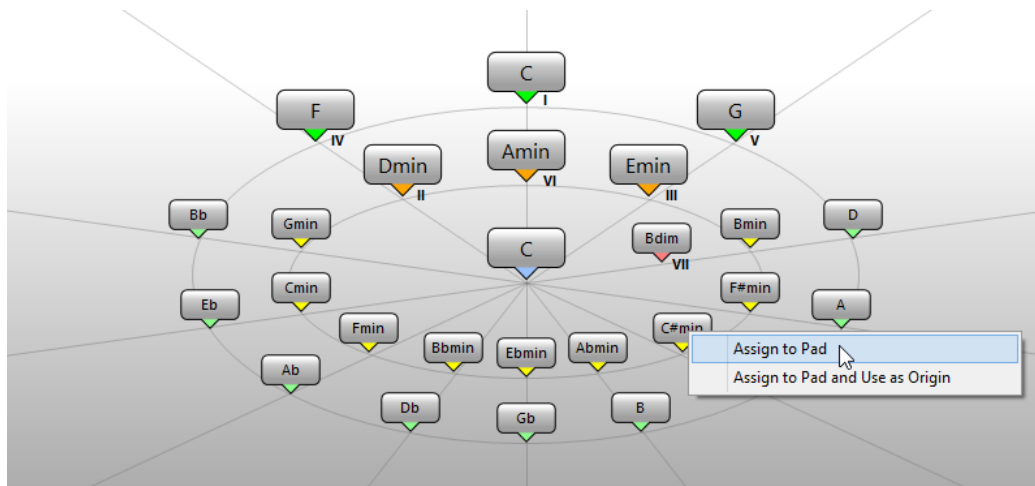 C
I
F
IV
G
V
Amin
VI
Dmin
II
Emin
III
Bb
Gmin
Bmin
D
C
Bdim
VII
Eb
Cmin
F#min
A
Fmin
C#min
Bbmin
Ebmin
Abmin
Assign to Pad
Assign to Pad and Use as Origin
Ab
Db
Gb
B